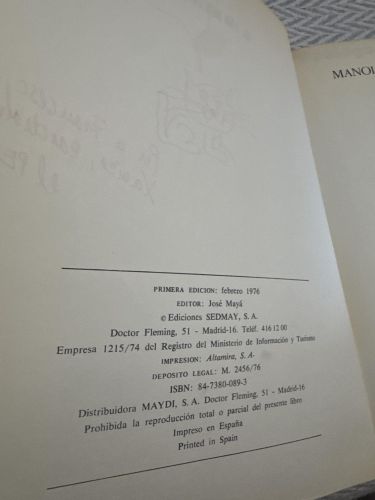 MANOL
PRIMERA EDICION: febrero 1976
EDITOR: José Mayá
© Ediciones SEDMAY, S. A.
Doctor Fleming, 51 - Madrid-16. Teléf. 416 12 00
Empresa 1215/74 del Registro del Ministerio de Información y Turismo
IMPRESION: Altamira, S. A.
DEPOSITO LEGAL: M. 2456/76
ISBN: 84-7380-089-3
Distribuidora MAYDI, S. A. Doctor Fleming, 51 - Madrid-16
Prohibida la reproducción total o parcial del presente libro
Impreso en España
Printed in Spain